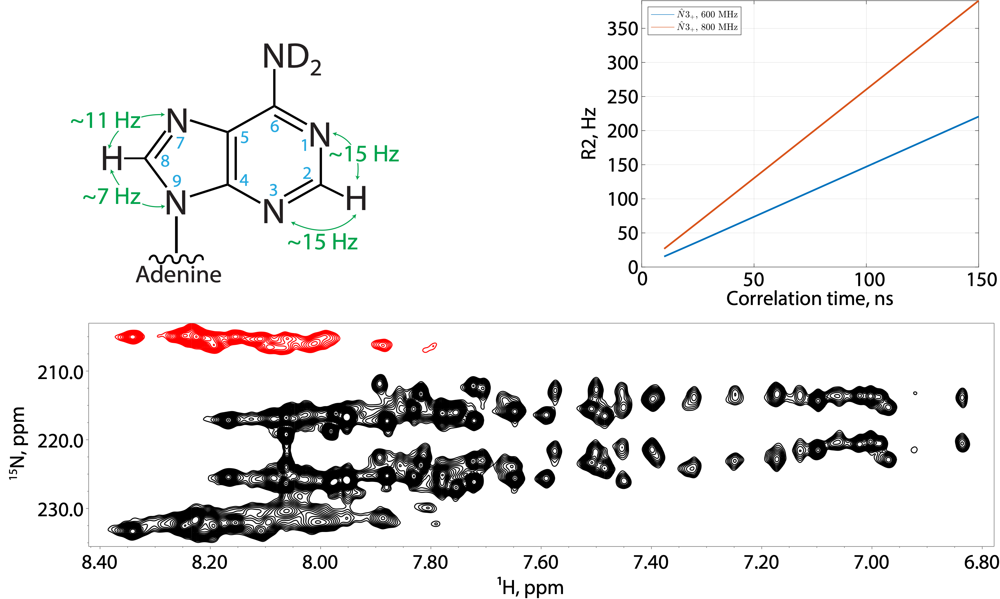 ND2
~11 Hz
N
N
H
7
8
9
5
6
1
~15 Hz
2
4
3
H
~7 Hz
N
N
~15 Hz
Adenine
N̂3₊, 600 MHz
N̂3₊, 800 MHz
R2, Hz
350
300
250
200
150
100
50
0
0 50 100 150
Correlation time, ns
15N, ppm
210.0
220.0
230.0
8.40 8.20 8.00 7.80 7.60 7.40 7.20 7.00 6.80
1H, ppm